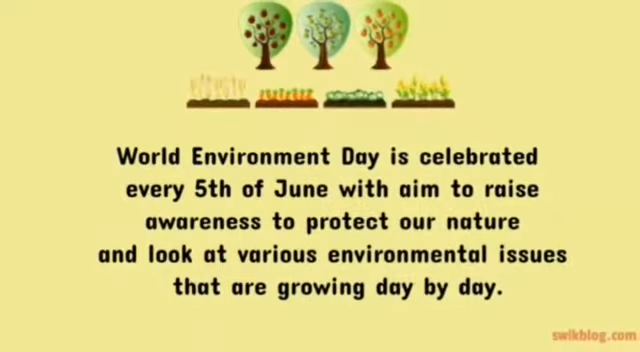 World Environment Day is celebrated
every 5th of June with aim to raise
awareness to protect our nature
and look at various environmental issues
that are growing day by day.
swikblog.com